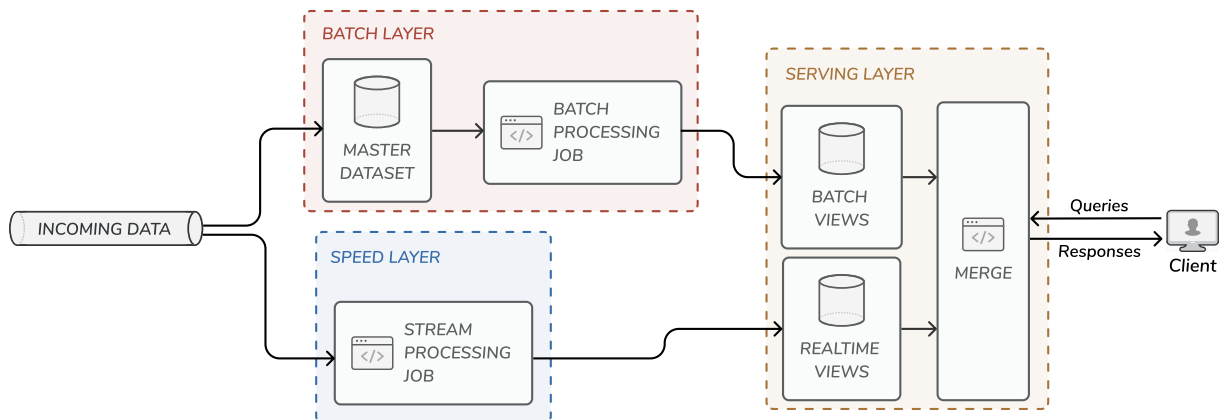 BATCH LAYER
MASTER
DATASET
BATCH
PROCESSING
JOB
INCOMING DATA
SPEED LAYER
STREAM
PROCESSING
JOB
SERVING LAYER
BATCH
VIEWS
REALTIME
VIEWS
MERGE
Queries
Responses
Client